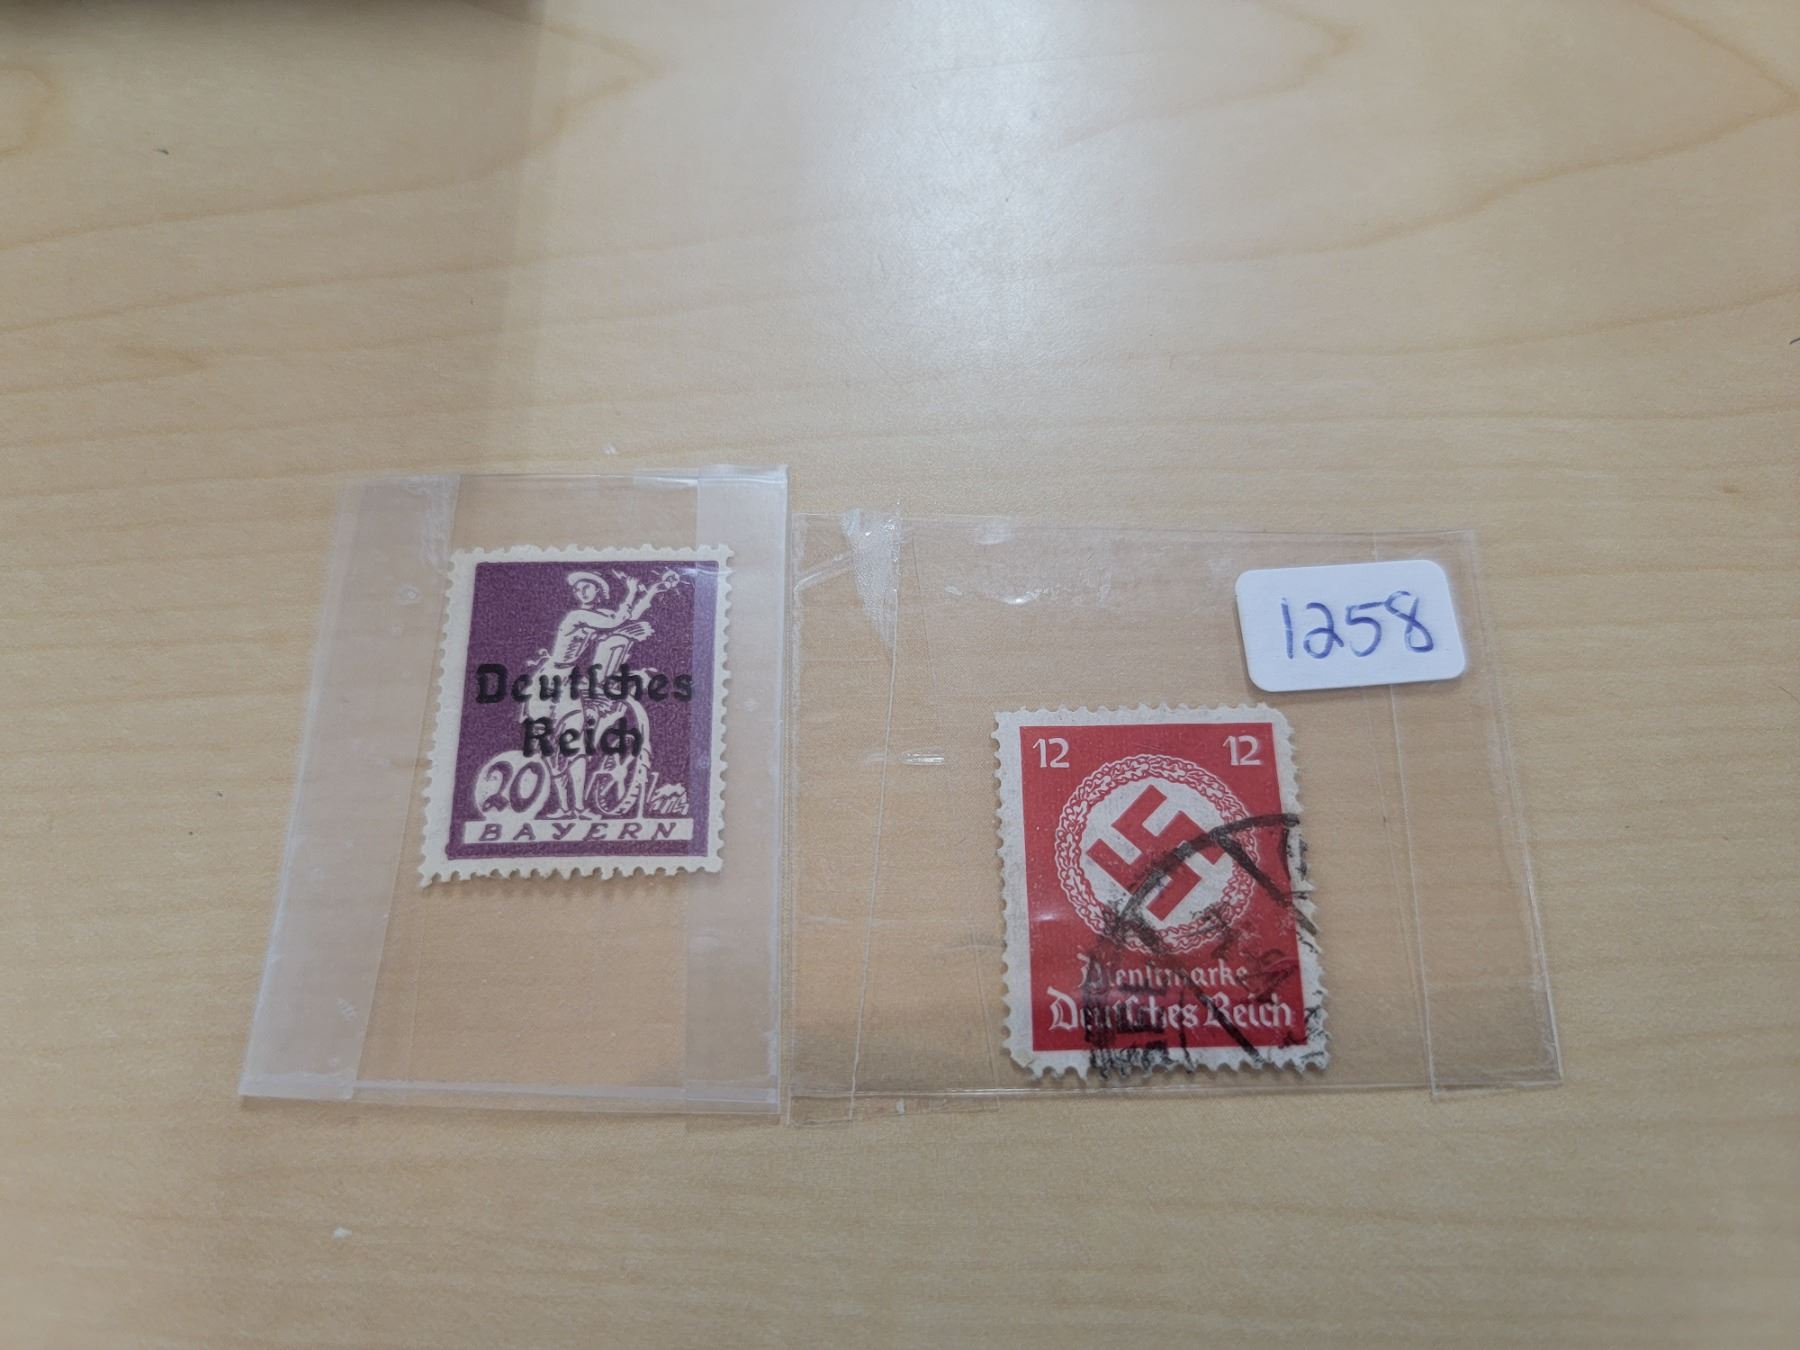 Deutſches
Reich
20
BAYERN
1258
12 12
Dienſtmarke
Deutſches Reich